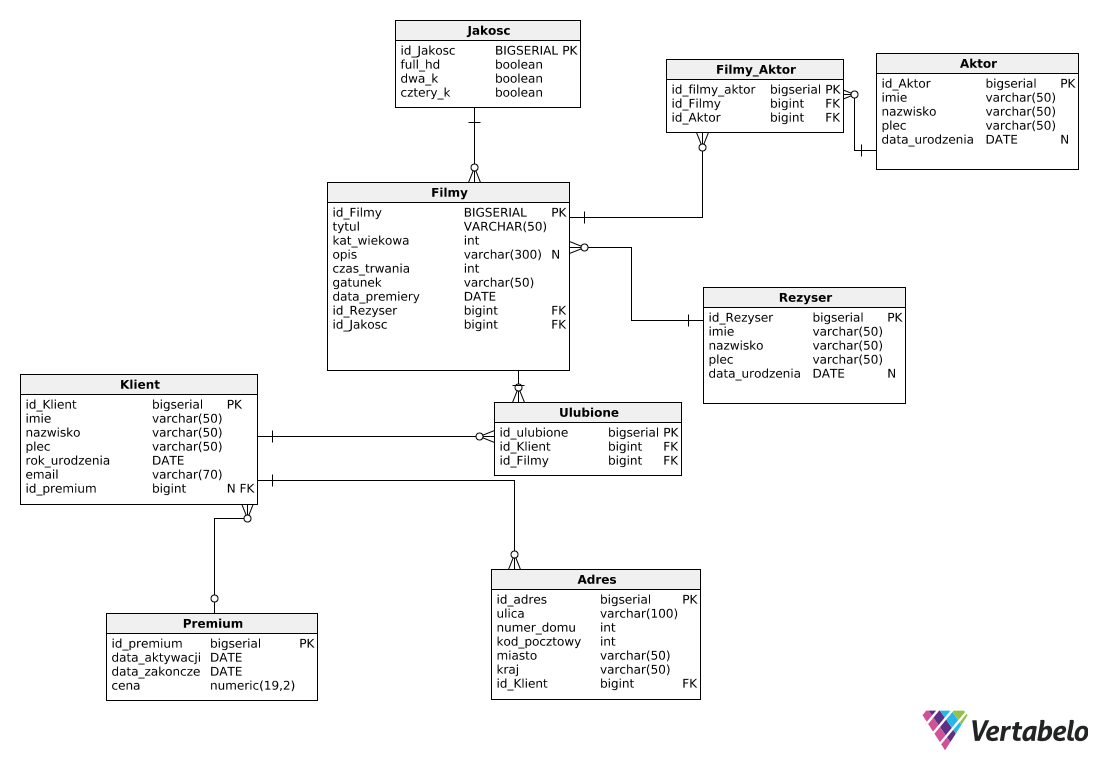 Jakosc
id_Jakosc BIGSERIAL PK
full_hd boolean
dwa_k boolean
cztery_k boolean
Filmy_Aktor
id_filmy_aktor bigserial PK
id_Filmy bigint FK
id_Aktor bigint FK
Aktor
id_Aktor bigserial PK
imie varchar(50)
nazwisko varchar(50)
plec varchar(50)
data_urodzenia DATE N
Filmy
id_Filmy BIGSERIAL PK
tytul VARCHAR(50)
kat_wiekowa int
opis varchar(300) N
czas_trwania int
gatunek varchar(50)
data_premiery DATE
id_Rezyser bigint FK
id_Jakosc bigint FK
Rezyser
id_Rezyser bigserial PK
imie varchar(50)
nazwisko varchar(50)
plec varchar(50)
data_urodzenia DATE N
Klient
id_Klient bigserial PK
imie varchar(50)
nazwisko varchar(50)
plec varchar(50)
rok_urodzenia DATE
email varchar(70)
id_premium bigint N FK
Ulubione
id_ulubione bigserial PK
id_Klient bigint FK
id_Filmy bigint FK
Adres
id_adres bigserial PK
ulica varchar(100)
numer_domu int
kod_pocztowy int
miasto varchar(50)
kraj varchar(50)
id_Klient bigint FK
Premium
id_premium bigserial PK
data_aktywacji DATE
data_zakoncze DATE
cena numeric(19,2)
Vertabelo